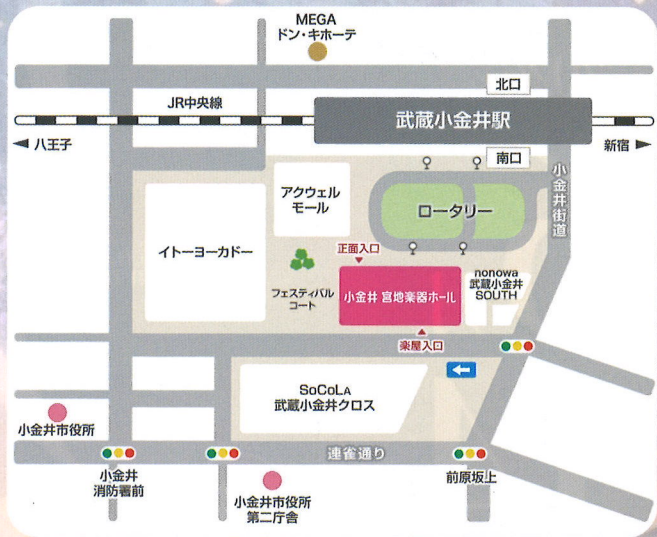 MEGA
ドン・キホーテ
北口
JR中央線
武蔵小金井駅
八王子
新宿
南口
小金井街道
アクウェル
モール
ロータリー
イトーヨーカドー
正面入口
フェスティバル
コート
小金井 宮地楽器ホール
nonowa
武蔵小金井
SOUTH
楽屋入口
SoCoLA
武蔵小金井クロス
小金井市役所
連雀通り
小金井
消防署前
前原坂上
小金井市役所
第二庁舎